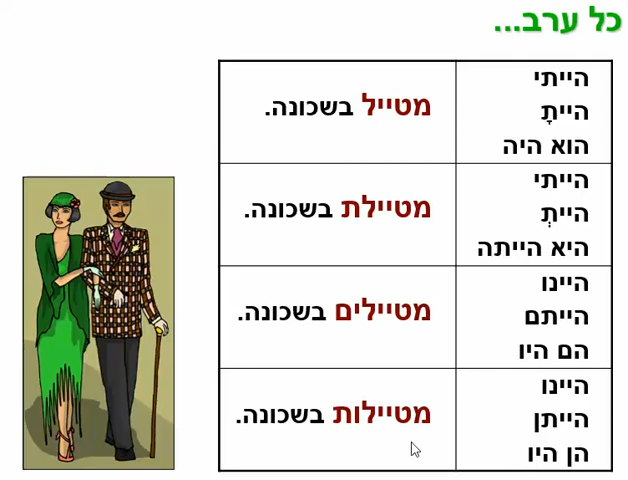 כל ערב...
הייתי
הייתָ
הוא היה
מטייל בשכונה.
הייתי
הייתְ
היא הייתה
מטיילת בשכונה.
היינו
הייתם
הם היו
מטיילים בשכונה.
היינו
הייתן
הן היו
מטיילות בשכונה.